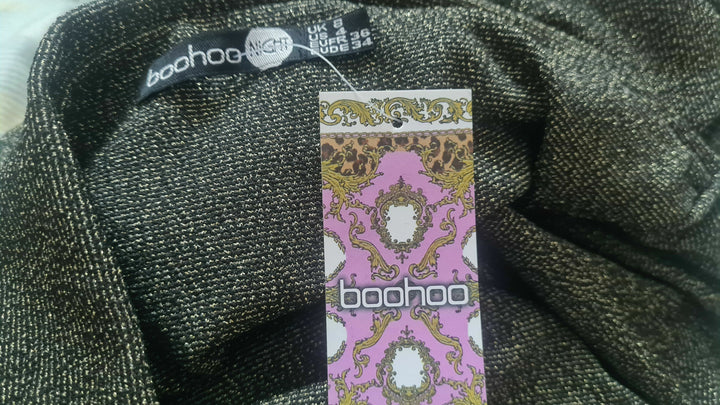 boohoo NIGHT
UK 8
US 4
EUR 36
DE 34
boohoo